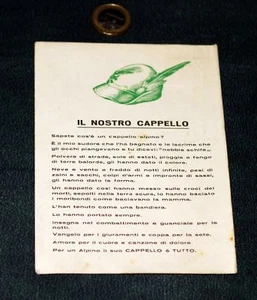 IL NOSTRO CAPPELLO
Sapete cos'è un cappello alpino?
È il mio sudore che l'ha bagnato e le lacrime che
gli occhi piangevano e tu dicevi: "nebbia schifa".
Polvere di strade, sole di estati, pioggia e fango
di terre balorde, gli hanno dato il colore.
Neve e vento e freddo di notti infinite, pesi di
zaini e sacchi, colpi d'armi e impronte di sassi,
gli hanno dato la forma.
Un cappello così hanno messo sulle croci dei
morti, sepolti nella terra scura, lo hanno baciato
i moribondi come baciavano la mamma.
L'han tenuto come una bandiera.
Lo hanno portato sempre.
Insegna nel combattimento e guanciale per le
notti.
Vangelo per i giuramenti e coppa per la sete.
Amore per il cuore e canzone di dolore.
Per un Alpino il suo CAPPELLO È TUTTO.